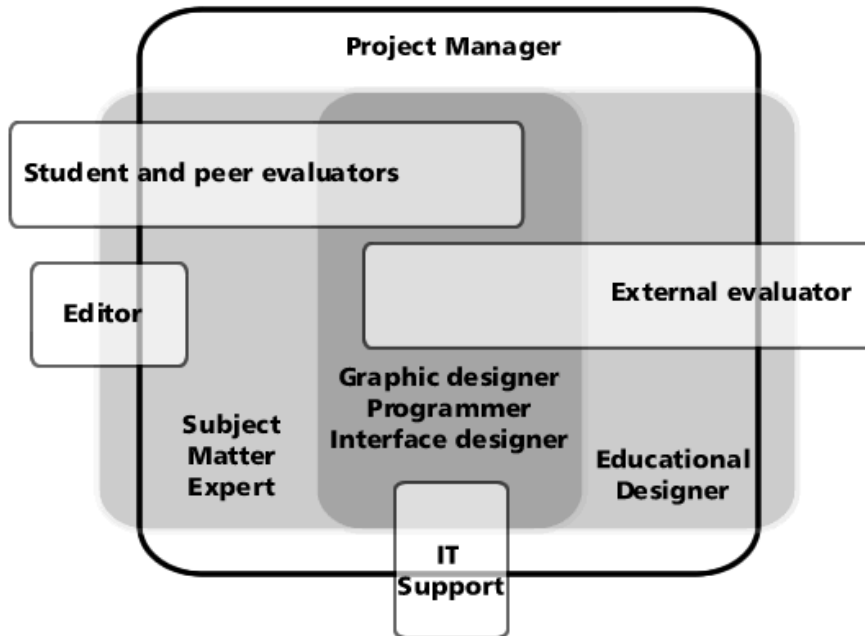 Project Manager
Student and peer evaluators
External evaluator
Editor
Graphic designer
Programmer
Interface designer
Subject
Matter
Expert
Educational
Designer
IT
Support